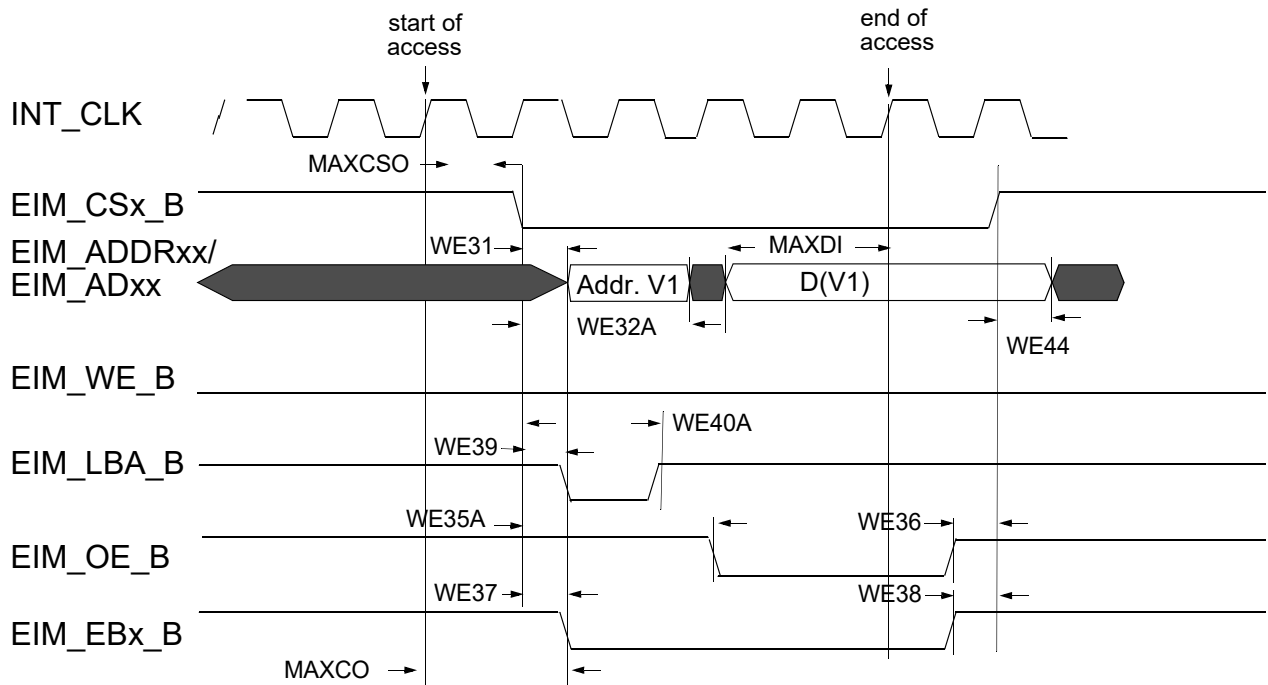 start of
access
end of
access
INT_CLK
MAXCSO
EIM_CSx_B
EIM_ADDRxx/
EIM_ADxx
WE31
MAXDI
Addr. V1
D(V1)
WE32A
WE44
EIM_WE_B
WE40A
WE39
EIM_LBA_B
WE35A
WE36
EIM_OE_B
WE37
WE38
EIM_EBx_B
MAXCO